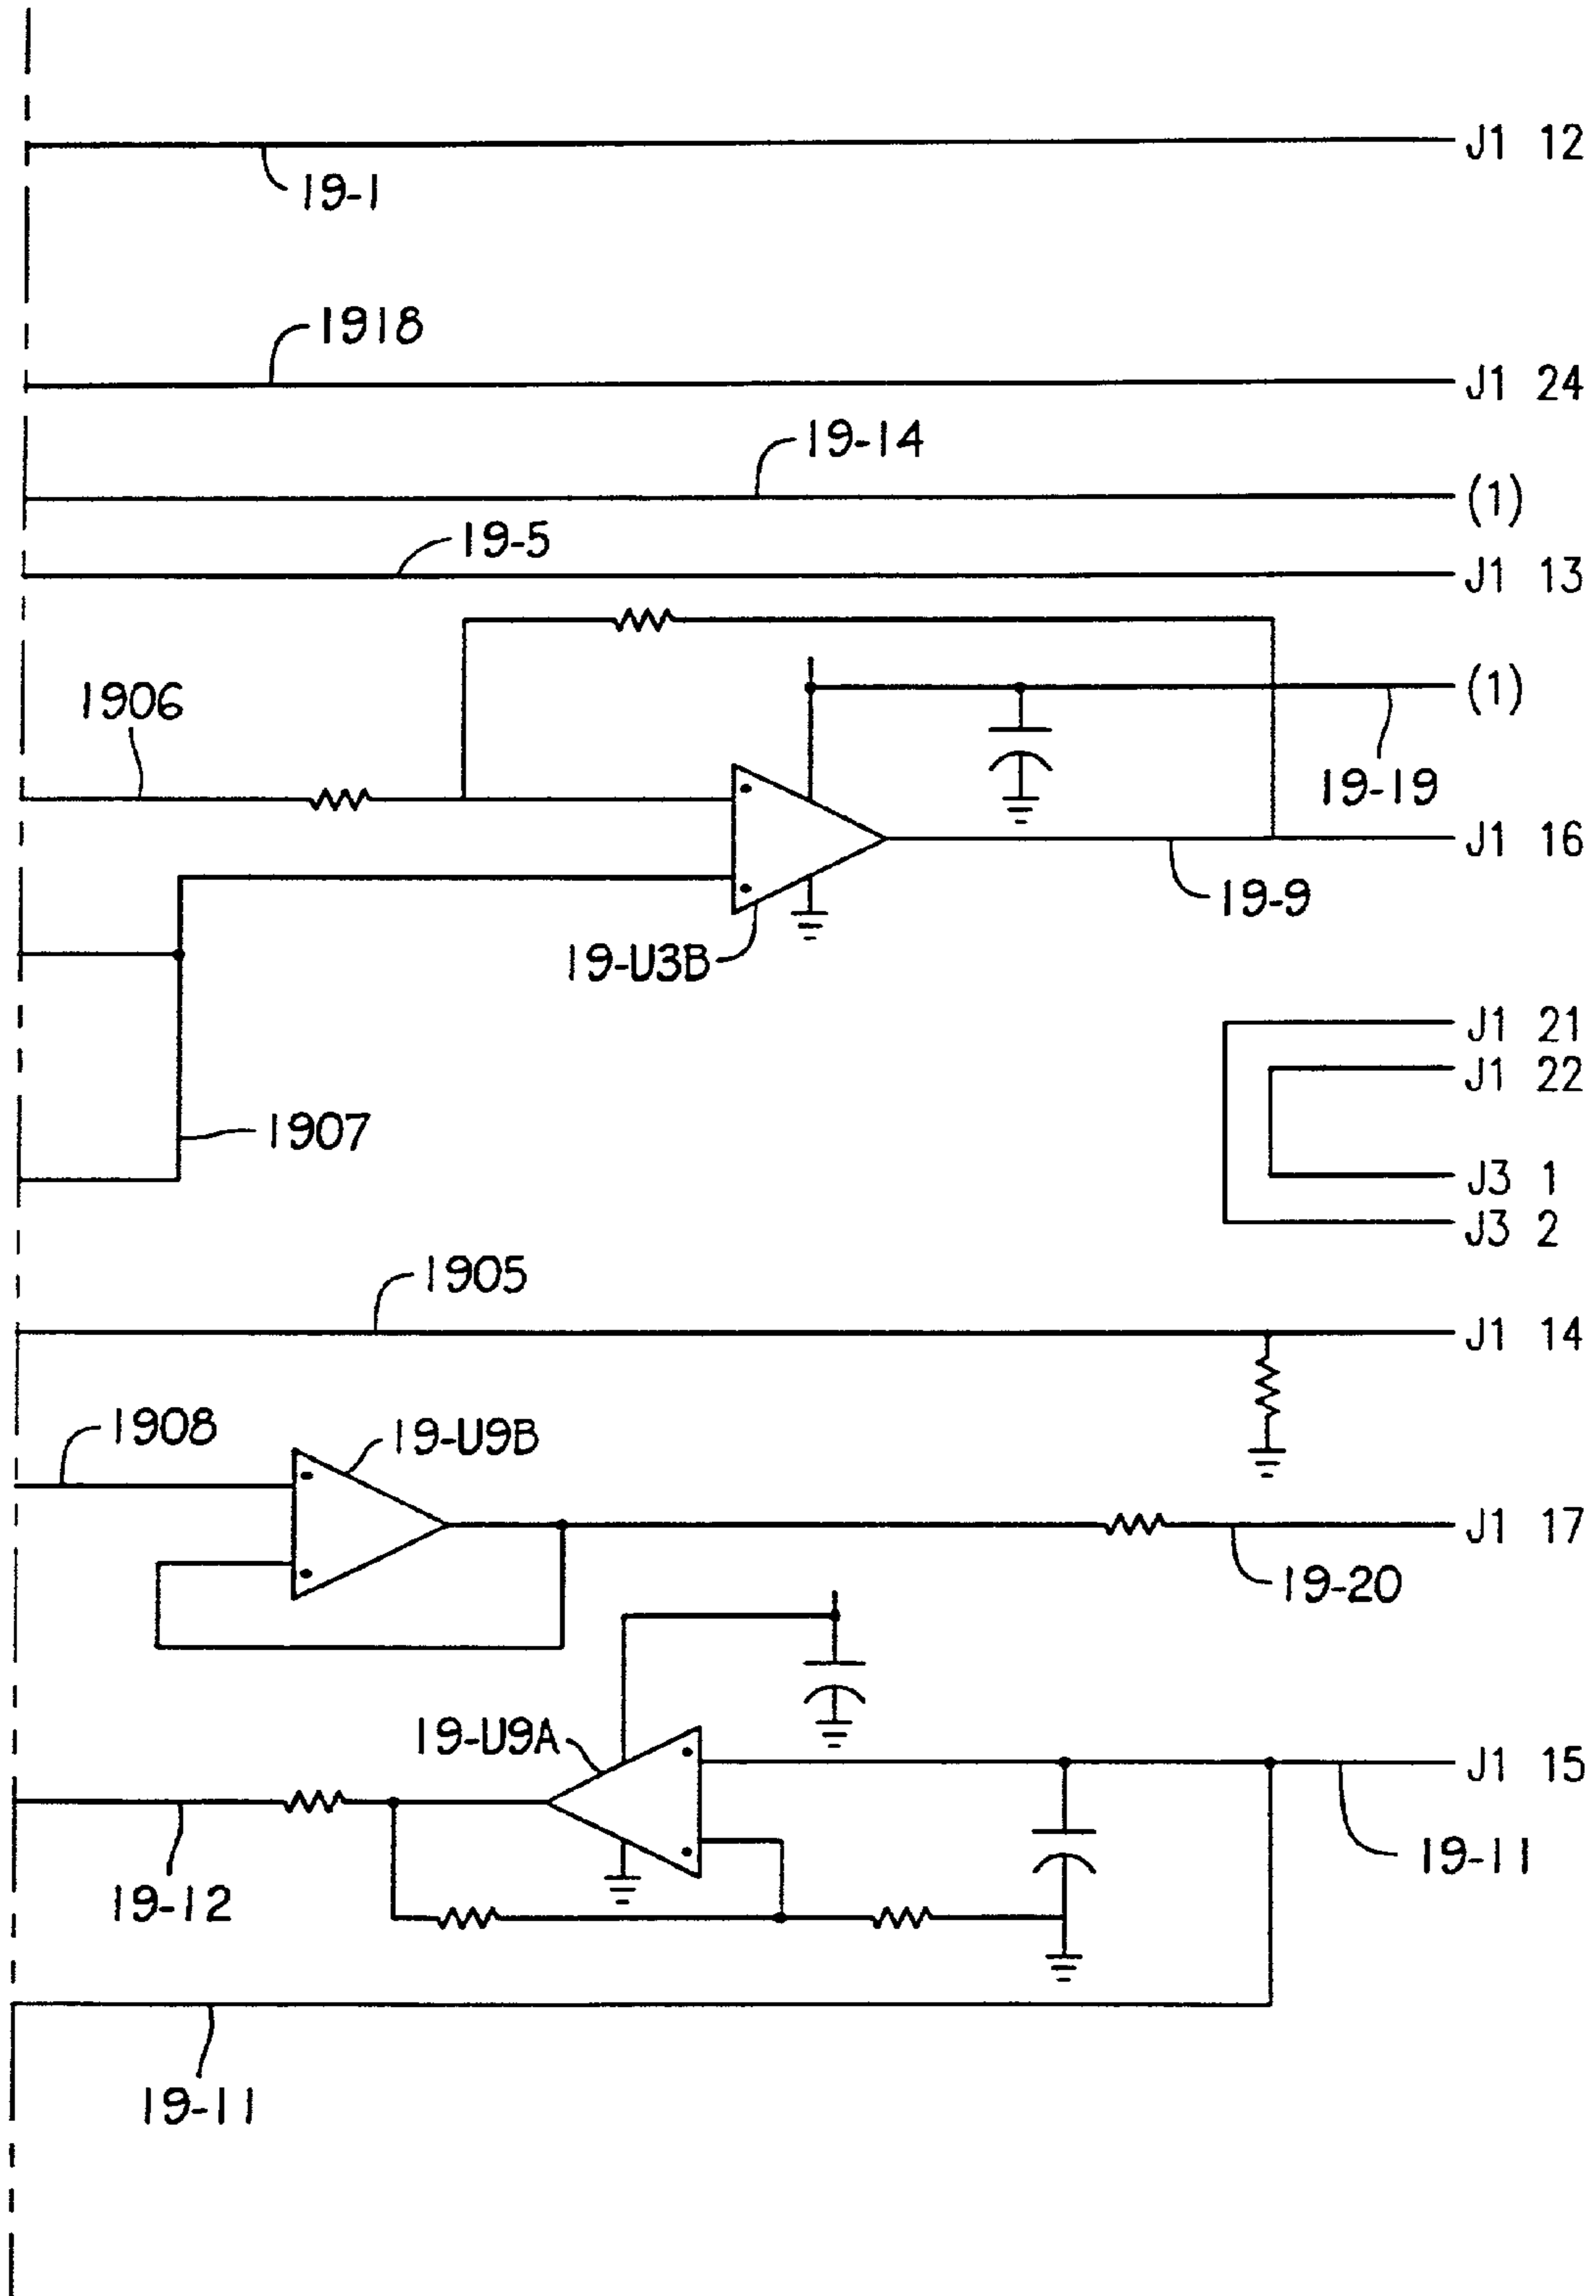 J1 12
19-1
1918
J1 24
19-14
(1)
19-5
J1 13
1906
(1)
19-19
J1 16
19-9
19-U3B
J1 21
J1 22
1907
J3 1
J3 2
1905
J1 14
1908
19-U9B
J1 17
19-20
19-U9A
J1 15
19-11
19-12
19-11